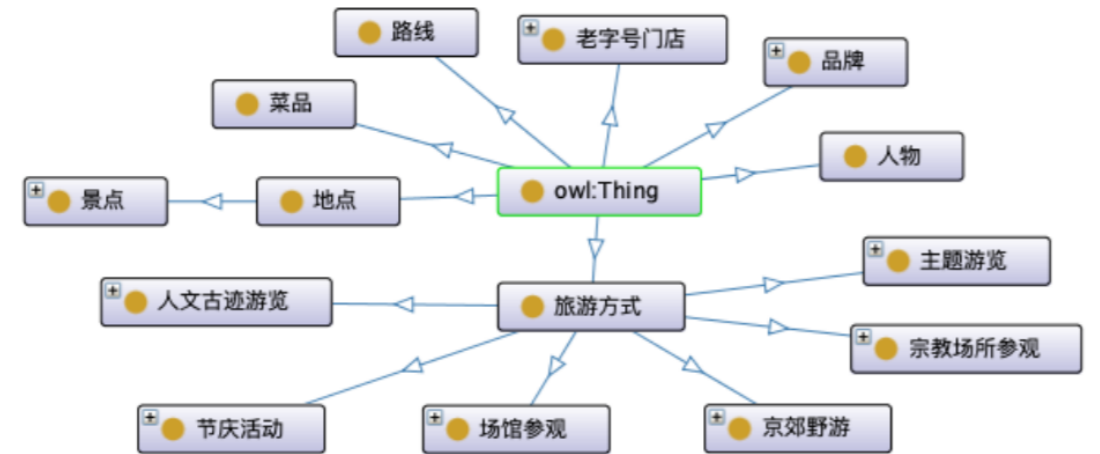 路线
老字号门店
品牌
菜品
人物
owl:Thing
景点
地点
主题游览
人文古迹游览
旅游方式
宗教场所参观
节庆活动
场馆参观
京郊野游